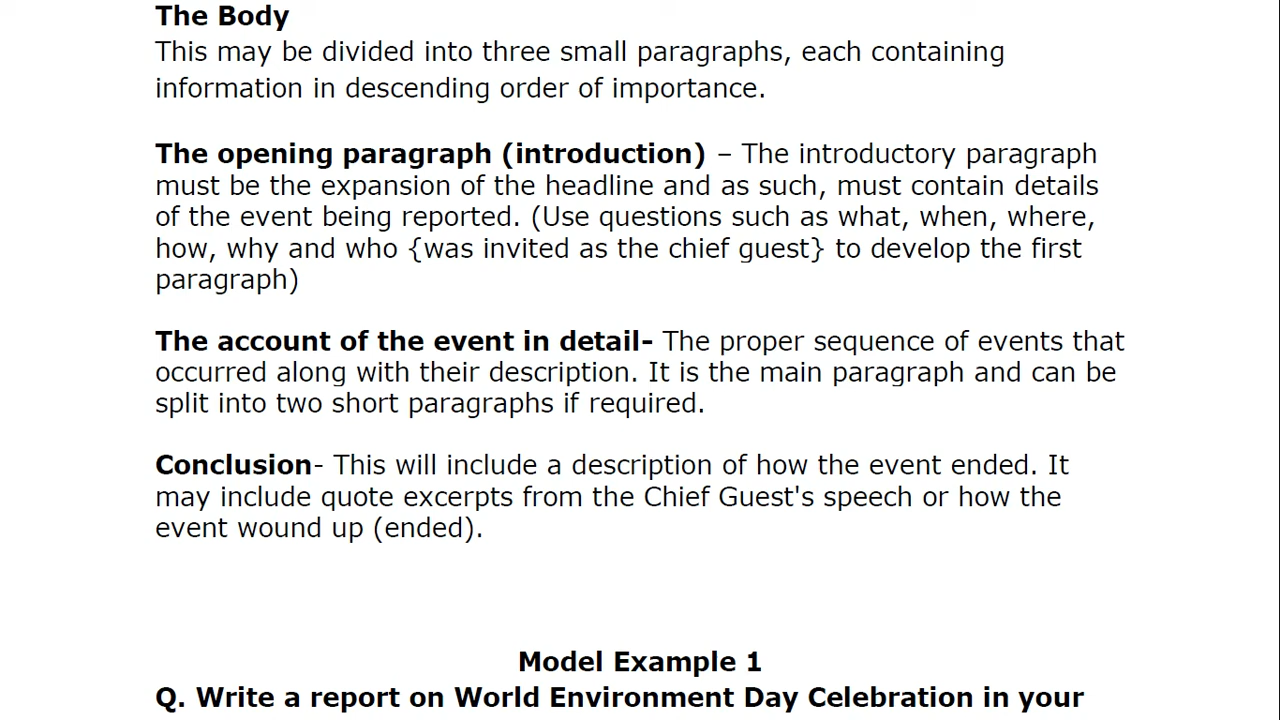 The Body
This may be divided into three small paragraphs, each containing
information in descending order of importance.
The opening paragraph (introduction) – The introductory paragraph
must be the expansion of the headline and as such, must contain details
of the event being reported. (Use questions such as what, when, where,
how, why and who {was invited as the chief guest} to develop the first
paragraph)
The account of the event in detail- The proper sequence of events that
occurred along with their description. It is the main paragraph and can be
split into two short paragraphs if required.
Conclusion- This will include a description of how the event ended. It
may include quote excerpts from the Chief Guest's speech or how the
event wound up (ended).
Model Example 1
Q. Write a report on World Environment Day Celebration in your